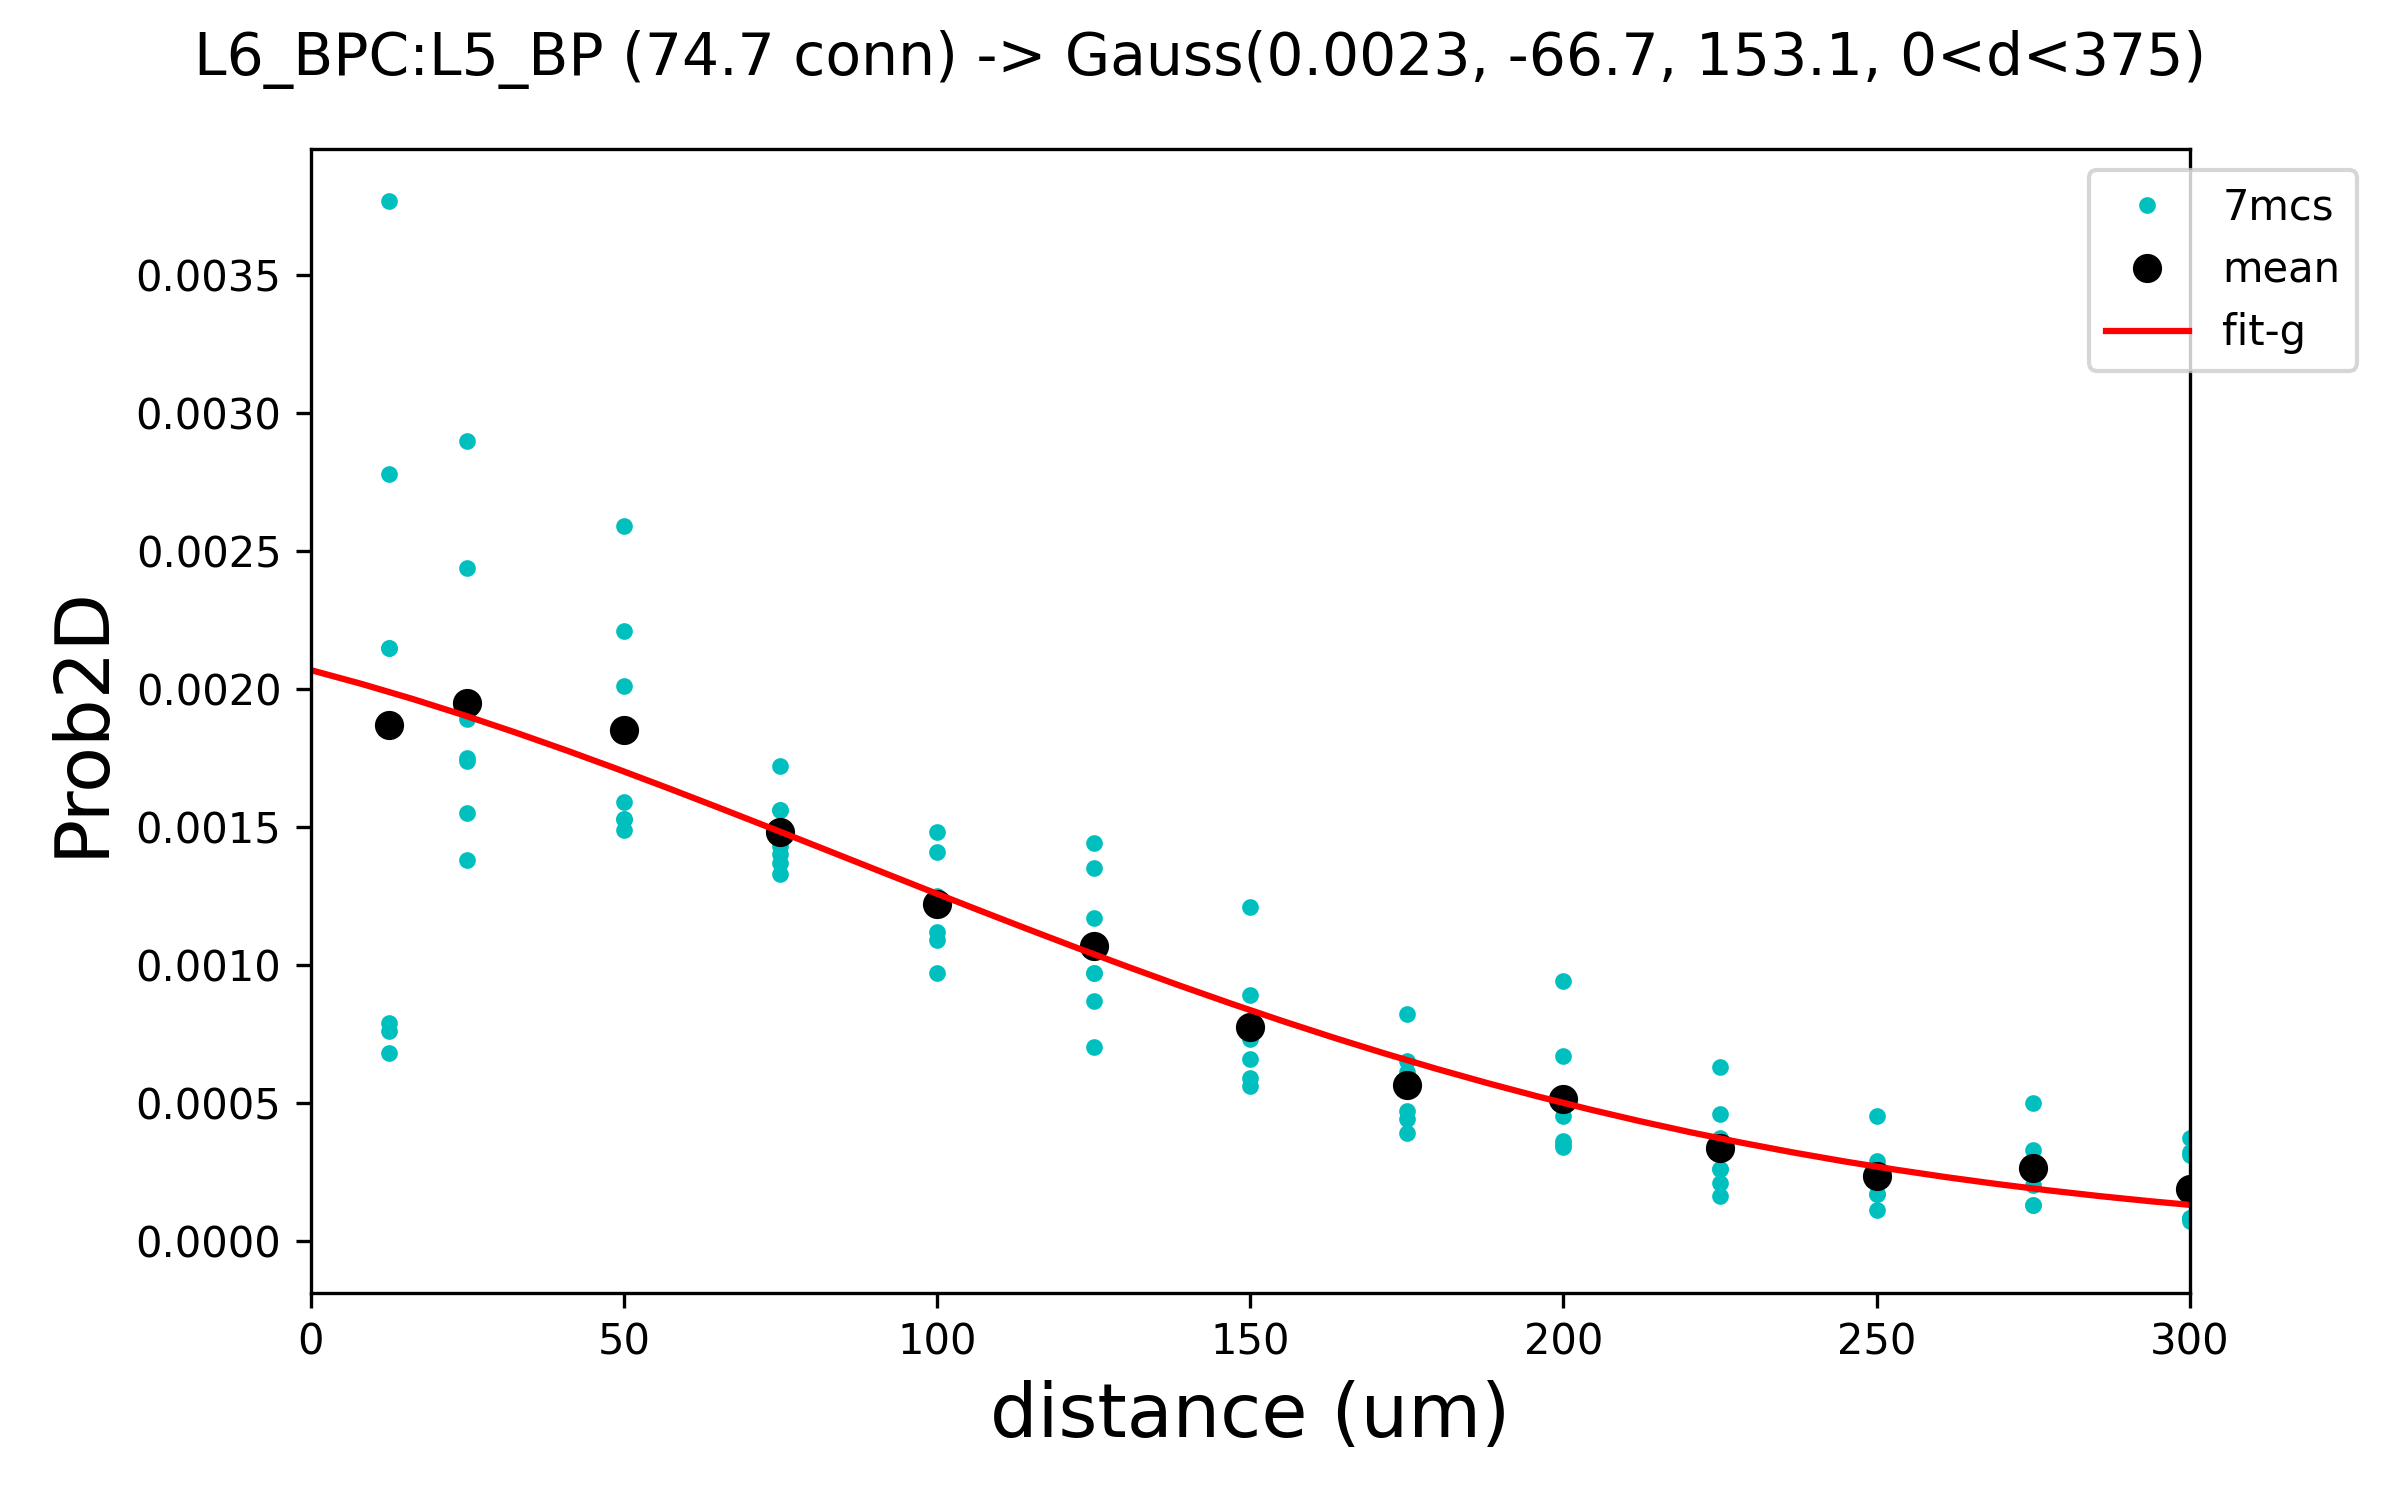 L6_BPC:L5_BP (74.7 conn) -> Gauss(0.0023, -66.7, 153.1, 0<d<375)
7mcs
mean
fit-g
0.0035
0.0030
0.0025
0.0020
0.0015
0.0010
0.0005
0.0000
Prob2D
0 50 100 150 200 250 300
distance (um)